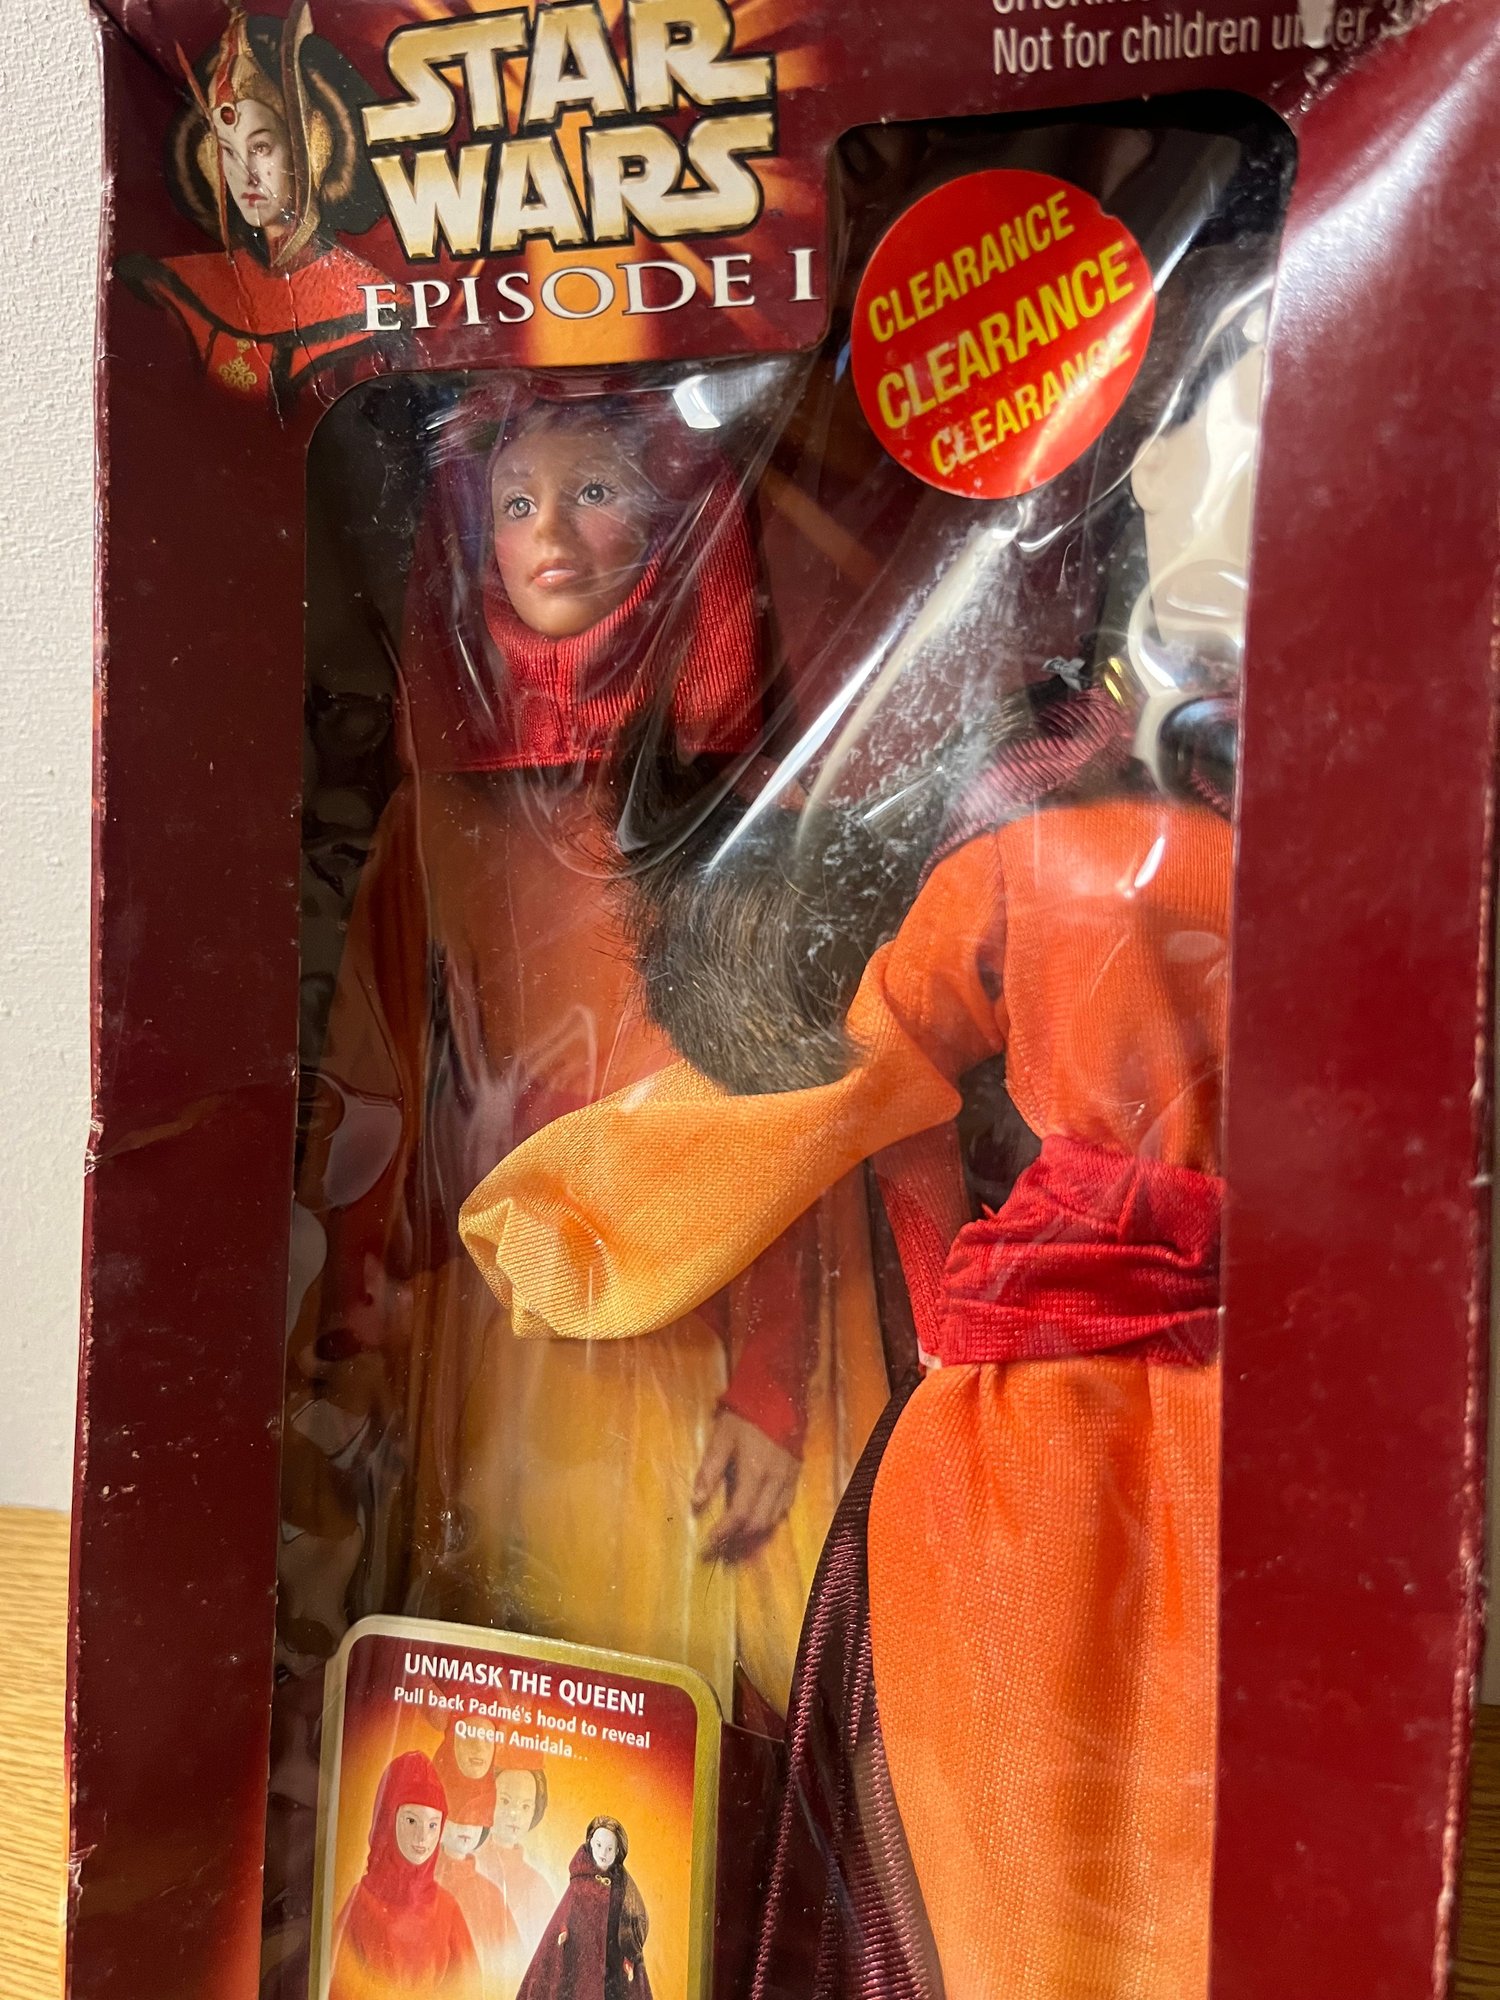 STAR
WARS
EPISODE I
Not for children under 3
CLEARANCE
CLEARANCE
CLEARANCE
UNMASK THE QUEEN!
Pull back Padmé's hood to reveal
Queen Amidala...